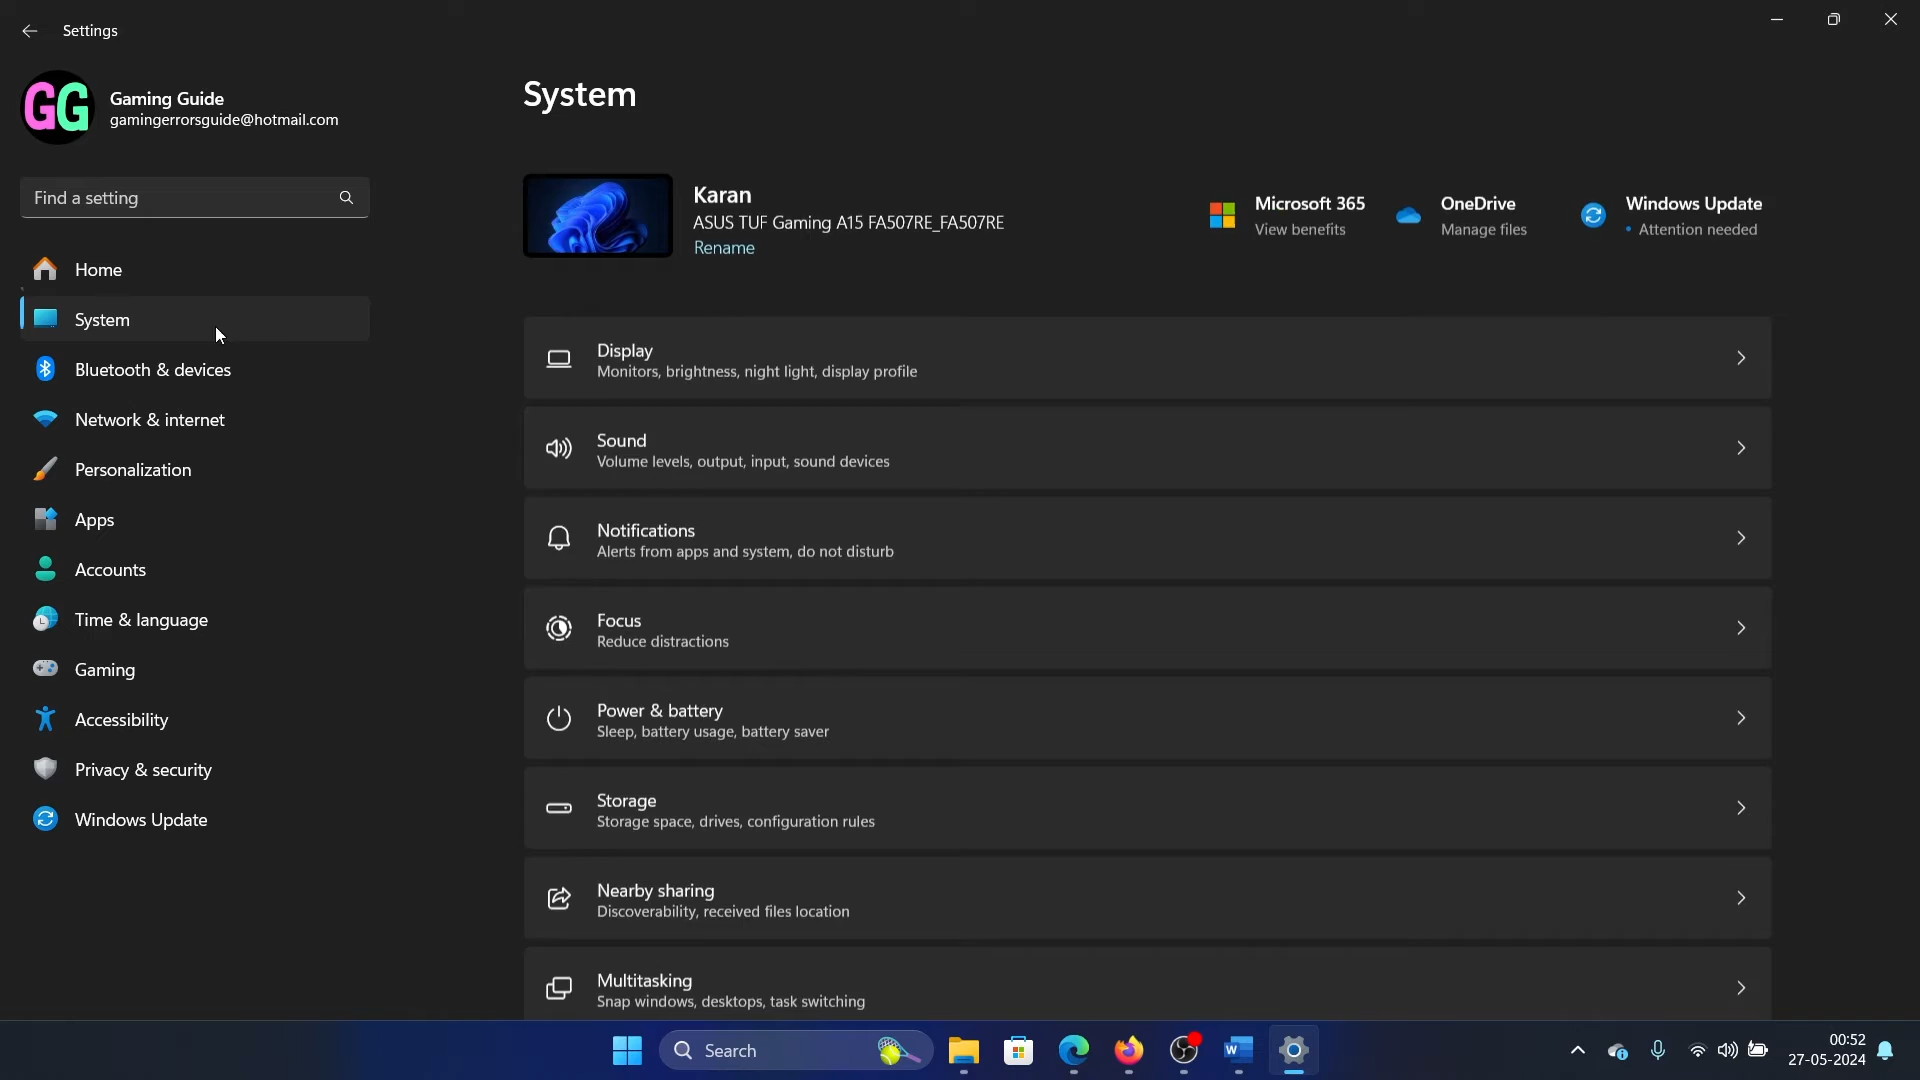 Settings
GG
Gaming Guide
gamingerrorsguide@hotmail.com
Find a setting
Home
System
Bluetooth & devices
Network & internet
Personalization
Apps
Accounts
Time & language
Gaming
Accessibility
Privacy & security
Windows Update
System
Karan
ASUS TUF Gaming A15 FA507RE_FA507RE
Rename
Microsoft 365
View benefits
OneDrive
Manage files
Windows Update
• Attention needed
Display
Monitors, brightness, night light, display profile
Sound
Volume levels, output, input, sound devices
Notifications
Alerts from apps and system, do not disturb
Focus
Reduce distractions
Power & battery
Sleep, battery usage, battery saver
Storage
Storage space, drives, configuration rules
Nearby sharing
Discoverability, received files location
Multitasking
Snap windows, desktops, task switching
Search
00:52
27-05-2024